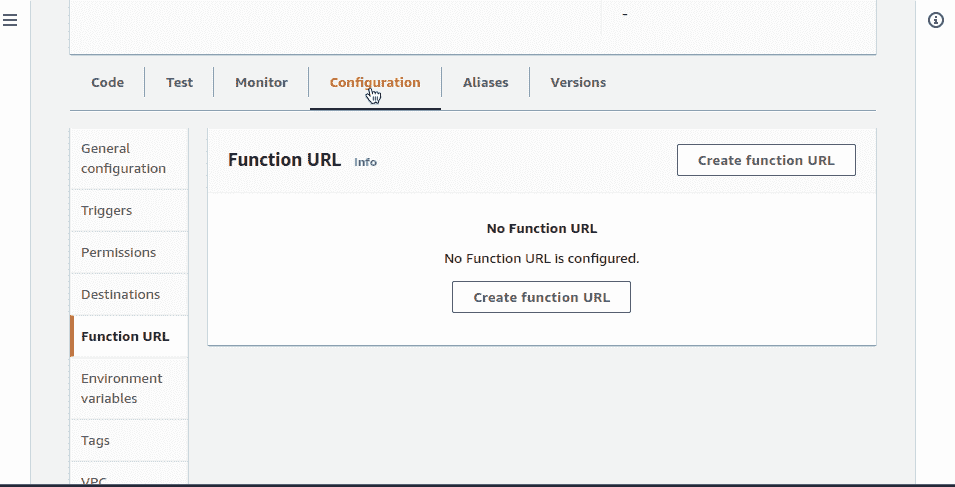 -
Code Test Monitor Configuration Aliases Versions
General
configuration
Triggers
Permissions
Destinations
Function URL
Environment
variables
Tags
VPC
Function URL Info
Create function URL
No Function URL
No Function URL is configured.
Create function URL